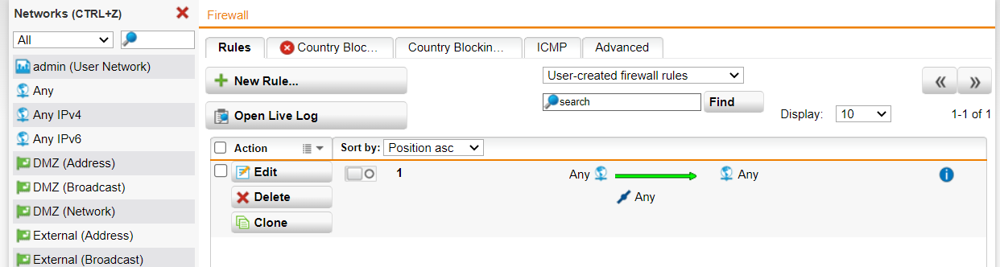 Networks (CTRL+Z)
All
admin (User Network)
Any
Any IPv4
Any IPv6
DMZ (Address)
DMZ (Broadcast)
DMZ (Network)
External (Address)
External (Broadcast)
Firewall
Rules
Country Bloc...
Country Blockin...
ICMP
Advanced
New Rule...
User-created firewall rules
search
Find
Open Live Log
Display:
10
1-1 of 1
Action
Sort by:
Position asc
Edit
1
Any
Any
Delete
Any
Clone